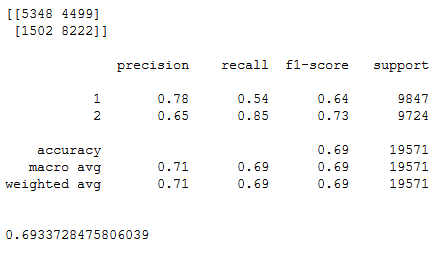 [[5348 4499]
 [1502 8222]]
              precision    recall  f1-score   support
           1       0.78      0.54      0.64      9847
           2       0.65      0.85      0.73      9724
    accuracy                           0.69     19571
   macro avg       0.71      0.69      0.69     19571
weighted avg       0.71      0.69      0.69     19571
0.6933728475806039